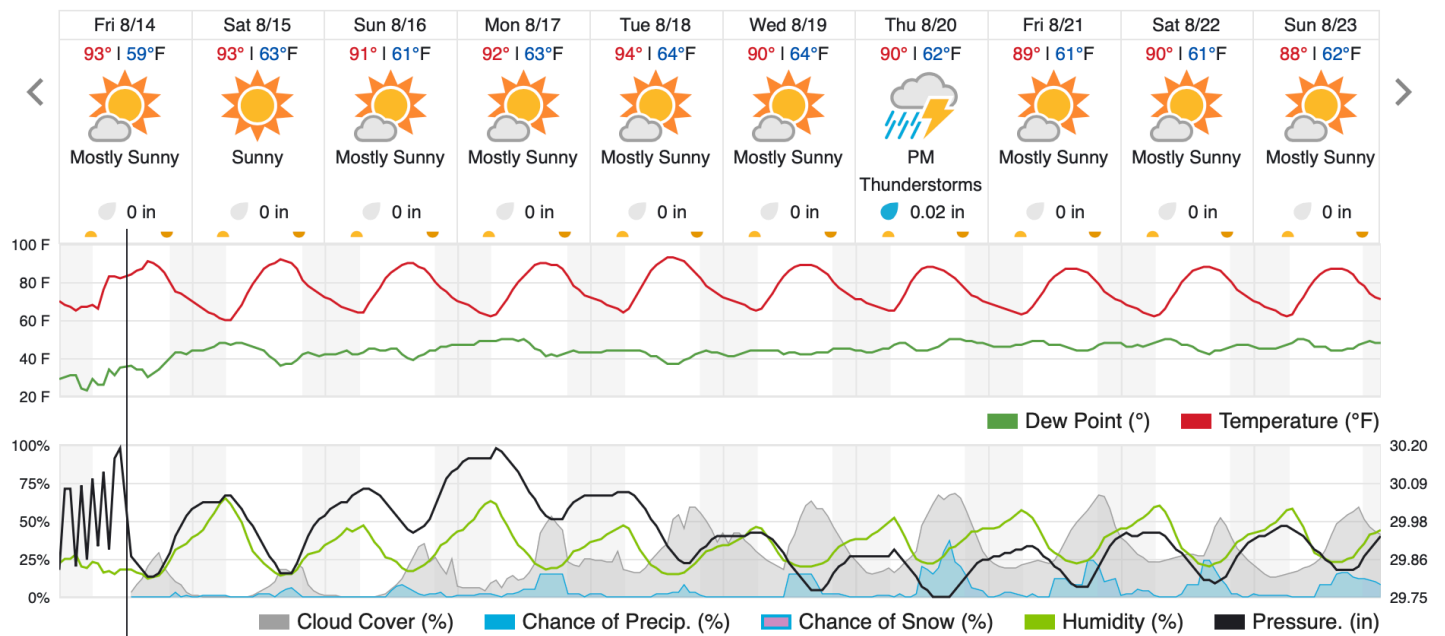 Fri 8/14 Sat 8/15 Sun 8/16 Mon 8/17 Tue 8/18 Wed 8/19 Thu 8/20 Fri 8/21 Sat 8/22 Sun 8/23
93° | 59°F 93° | 63°F 91° | 61°F 92° | 63°F 94° | 64°F 90° | 64°F 90° | 62°F 89° | 61°F 90° | 61°F 88° | 62°F
Mostly Sunny Sunny Mostly Sunny Mostly Sunny Mostly Sunny Mostly Sunny PM Mostly Sunny Mostly Sunny Mostly Sunny
Thunderstorms
0 in 0 in 0 in 0 in 0 in 0 in 0.02 in 0 in 0 in 0 in
100 F
80 F
60 F
40 F
20 F
Dew Point (°) Temperature (°F)
100% 30.20
75% 30.09
50% 29.98
25% 29.86
0% 29.75
Cloud Cover (%) Chance of Precip. (%) Chance of Snow (%) Humidity (%) Pressure. (in)